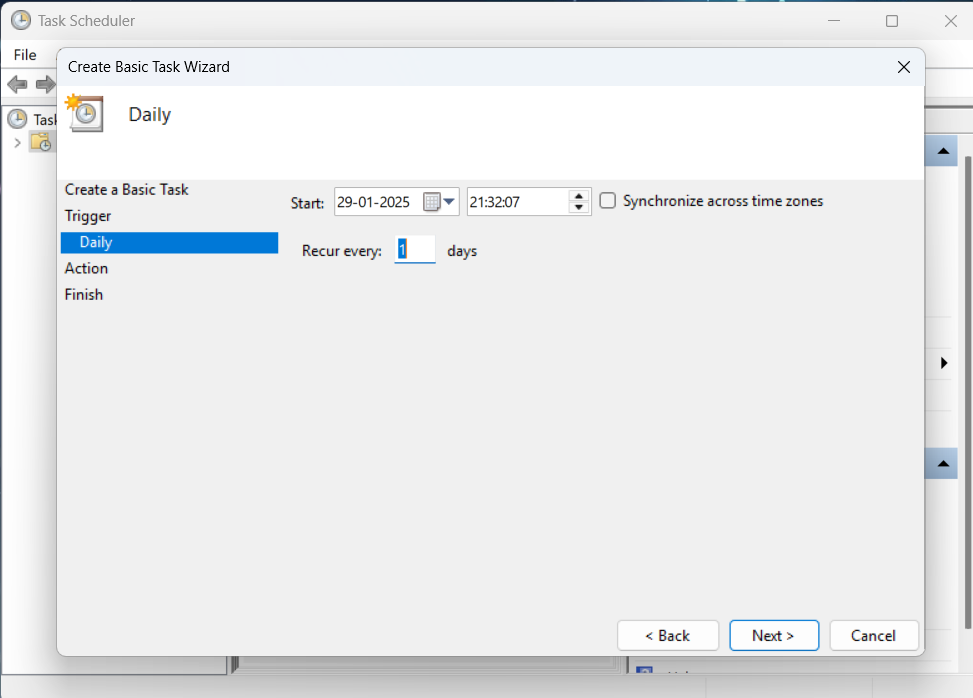 Task Scheduler
File
Create Basic Task Wizard
Daily
Task
Create a Basic Task
Start: 29-01-2025 21:32:07 Synchronize across time zones
Trigger
Daily
Recur every: 1 days
Action
Finish
< Back Next > Cancel